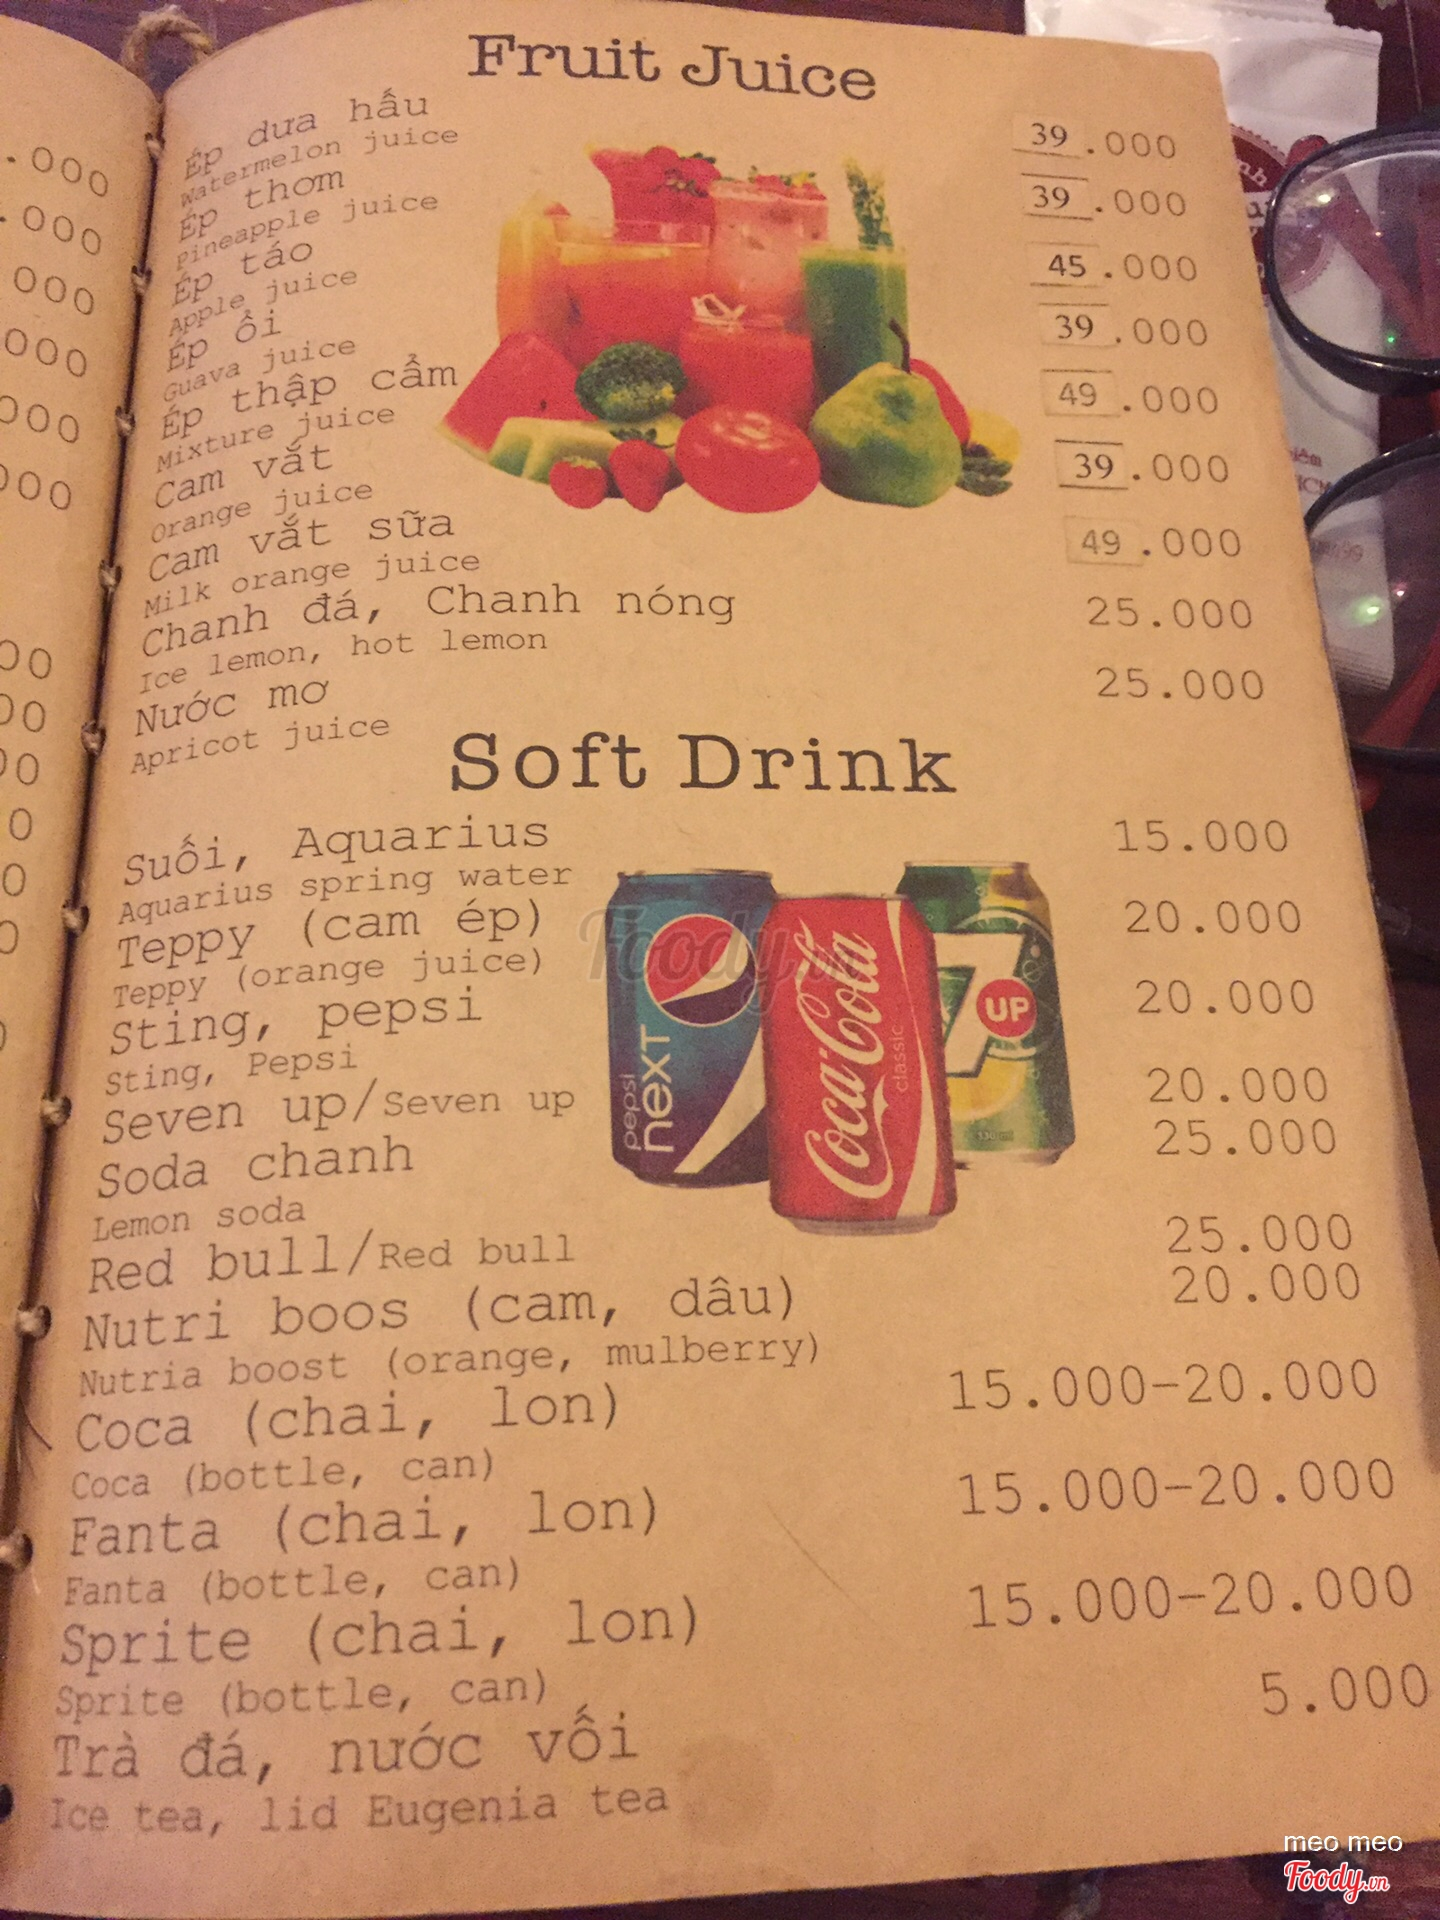 Fruit Juice
Ép dưa hấu 39.000
Watermelon juice
Ép thơm 39.000
Pineapple juice
Ép táo 45.000
Apple juice
Ép ổi 39.000
Guava juice
Ép thập cẩm 49.000
Mixture juice
Cam vắt 39.000
Orange juice
Cam vắt sữa 49.000
Milk orange juice
Chanh đá, Chanh nóng 25.000
Ice lemon, hot lemon
Nước mơ 25.000
Apricot juice
Soft Drink
Suối, Aquarius 15.000
Aquarius spring water
Teppy (cam ép) 20.000
Teppy (orange juice)
Sting, pepsi 20.000
Sting, Pepsi
Seven up/Seven up 20.000
Soda chanh 25.000
Lemon soda
Red bull/Red bull 25.000
Nutri boos (cam, dâu) 20.000
Nutria boost (orange, mulberry)
Coca (chai, lon) 15.000-20.000
Coca (bottle, can)
Fanta (chai, lon) 15.000-20.000
Fanta (bottle, can)
Sprite (chai, lon) 15.000-20.000
Sprite (bottle, can)
Trà đá, nước vối 5.000
Ice tea, lid Eugenia tea
pepsi next
Coca-Cola classic
7 UP
Foody.vn
meo meo
Foody.vn